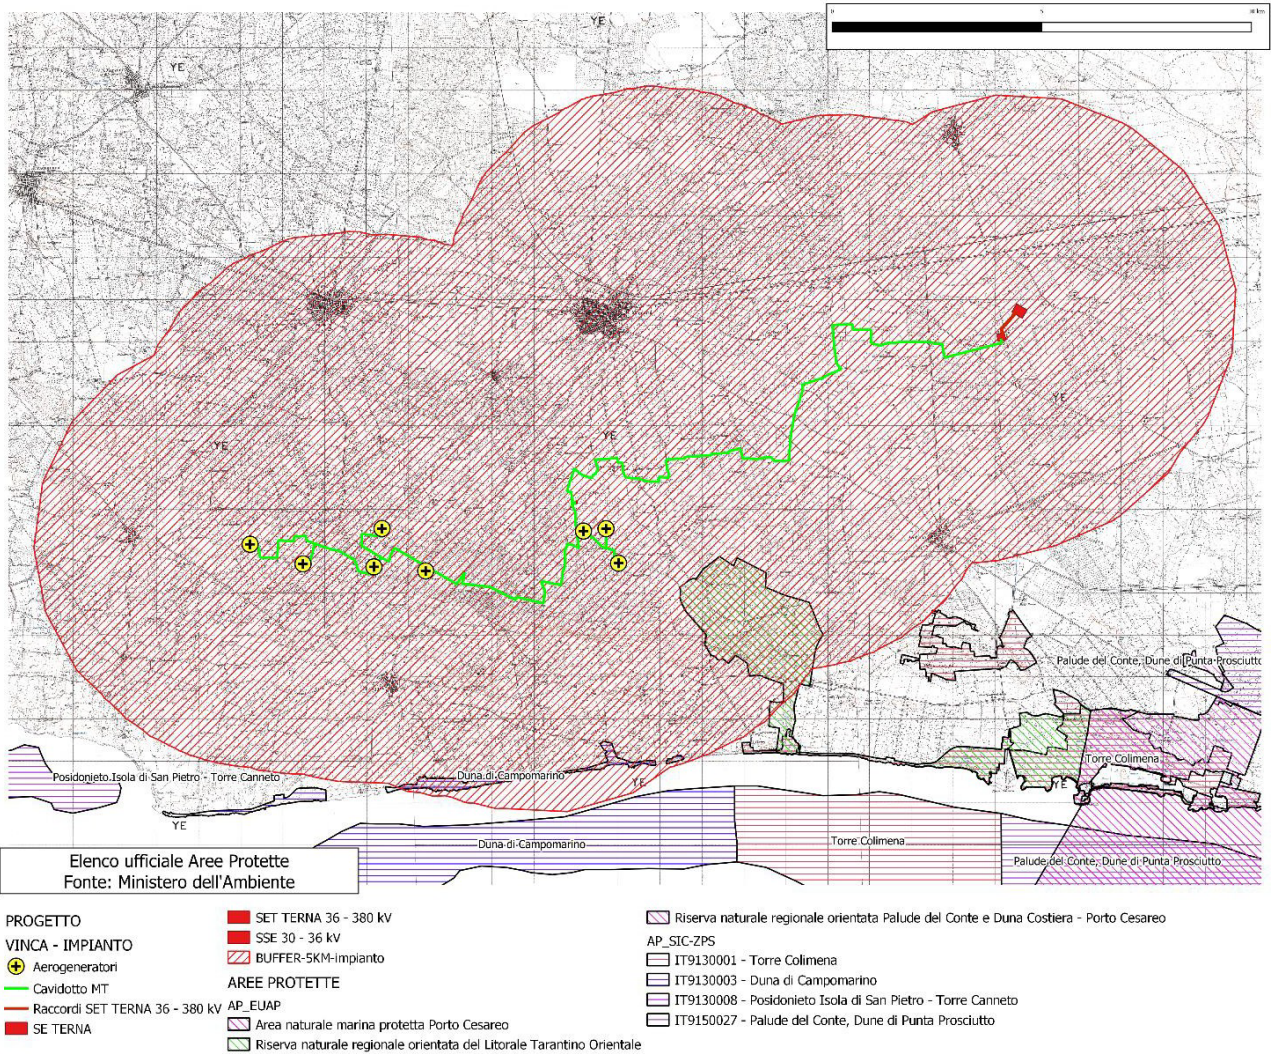 0 5 10 km
YE
YE
YE
YE
YE
Palude del Conte, Dune di Punta Prosciutto
Torre Colimena
Posidonieto Isola di San Pietro - Torre Canneto
Duna di Campomarino
YE
YE
YE
Duna di Campomarino
Torre Colimena
Palude del Conte, Dune di Punta Prosciutto
Elenco ufficiale Aree Protette
Fonte: Ministero dell'Ambiente
PROGETTO
VINCA - IMPIANTO
Aerogeneratori
Cavidotto MT
Raccordi SET TERNA 36 - 380 kV
SE TERNA
SET TERNA 36 - 380 kV
SSE 30 - 36 kV
BUFFER-5KM-impianto
AREE PROTETTE
AP_EUAP
Area naturale marina protetta Porto Cesareo
Riserva naturale regionale orientata del Litorale Tarantino Orientale
Riserva naturale regionale orientata Palude del Conte e Duna Costiera - Porto Cesareo
AP_SIC-ZPS
IT9130001 - Torre Colimena
IT9130003 - Duna di Campomarino
IT9130008 - Posidonieto Isola di San Pietro - Torre Canneto
IT9150027 - Palude del Conte, Dune di Punta Prosciutto